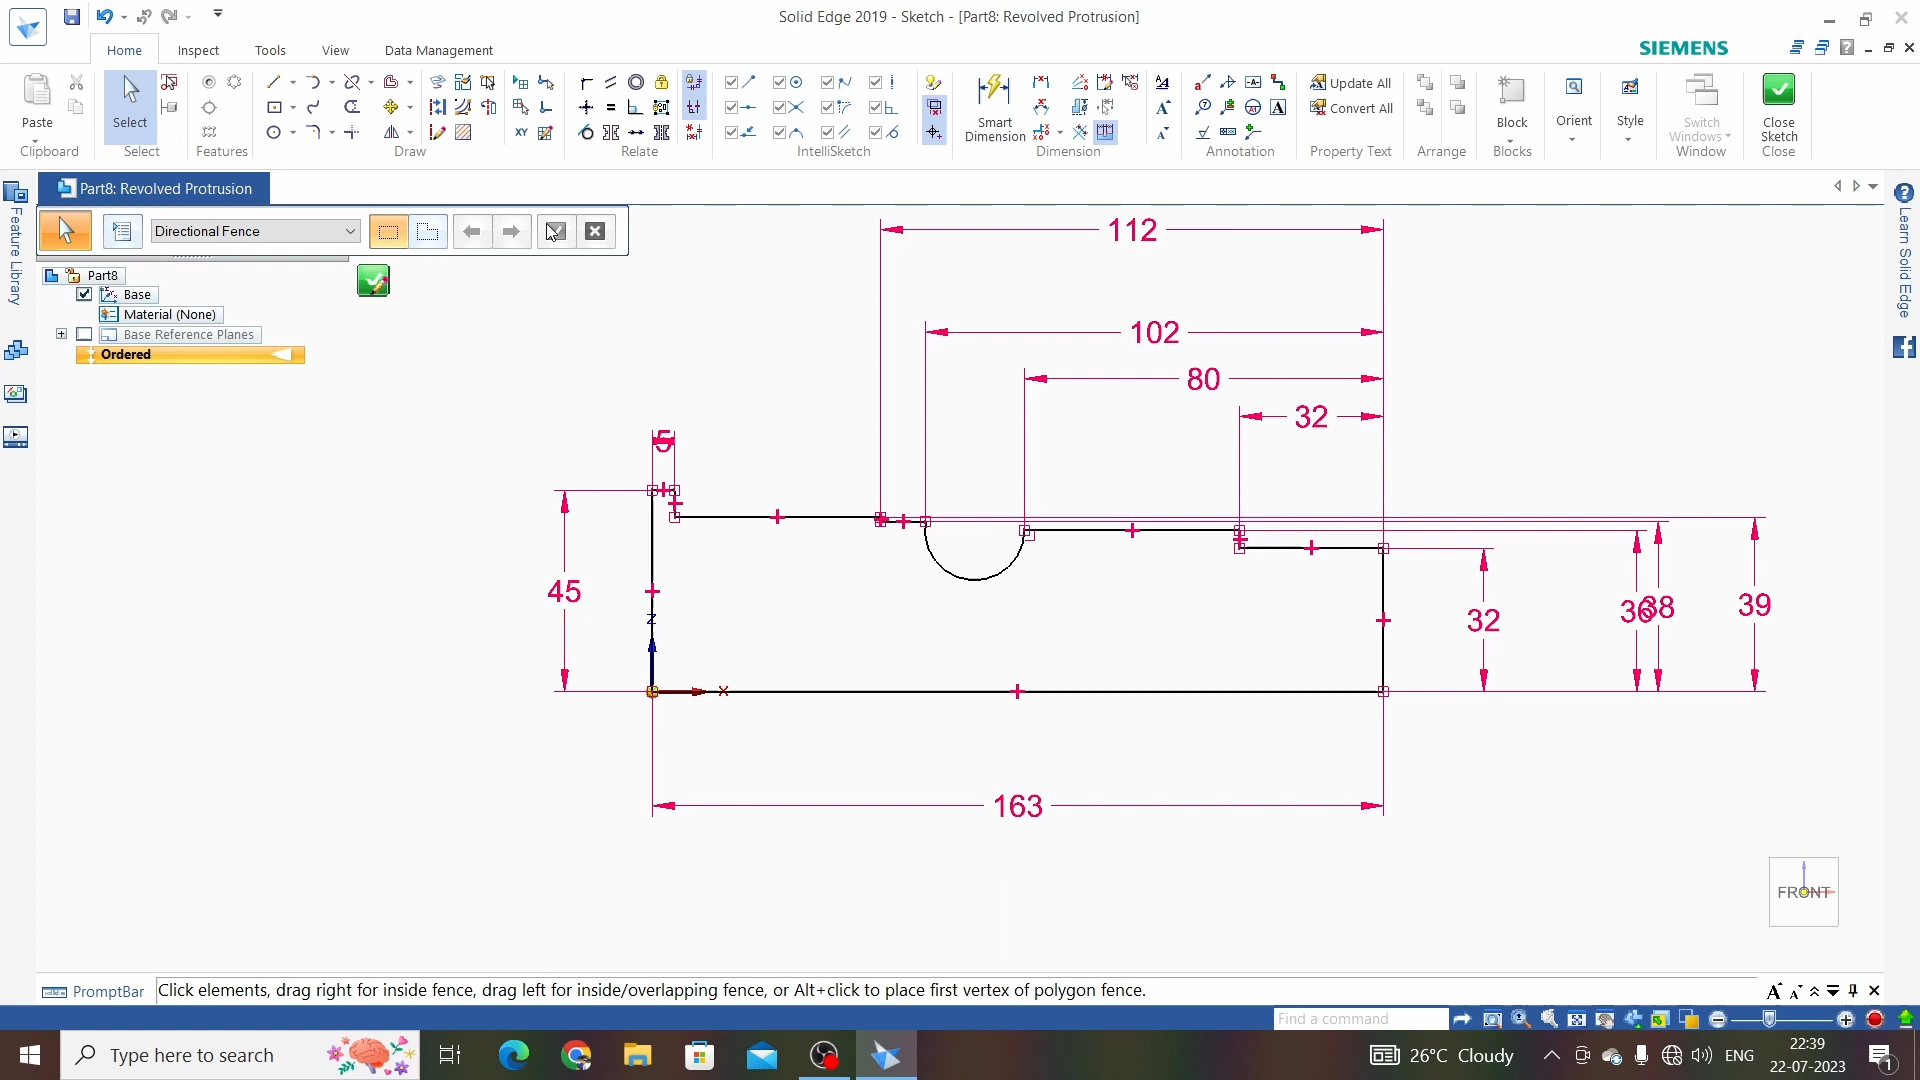 Solid Edge 2019 - Sketch - [Part8: Revolved Protrusion]
Home
Inspect
Tools
View
Data Management
SIEMENS
Paste
Select
Smart
Dimension
Update All
Convert All
Block
Orient
Style
Switch
Windows
Close
Sketch
Clipboard
Select
Features
Draw
Relate
IntelliSketch
Dimension
Annotation
Property Text
Arrange
Blocks
Window
Close
Part8: Revolved Protrusion
Directional Fence
Part8
Base
Material (None)
Base Reference Planes
Ordered
Feature Library
Learn Solid Edge
XY
112
102
80
32
5
45
32
36
38
39
163
Z
X
FRONT
PromptBar
Click elements, drag right for inside fence, drag left for inside/overlapping fence, or Alt+click to place first vertex of polygon fence.
Find a command
Type here to search
26°C Cloudy
ENG
22:39
22-07-2023
1